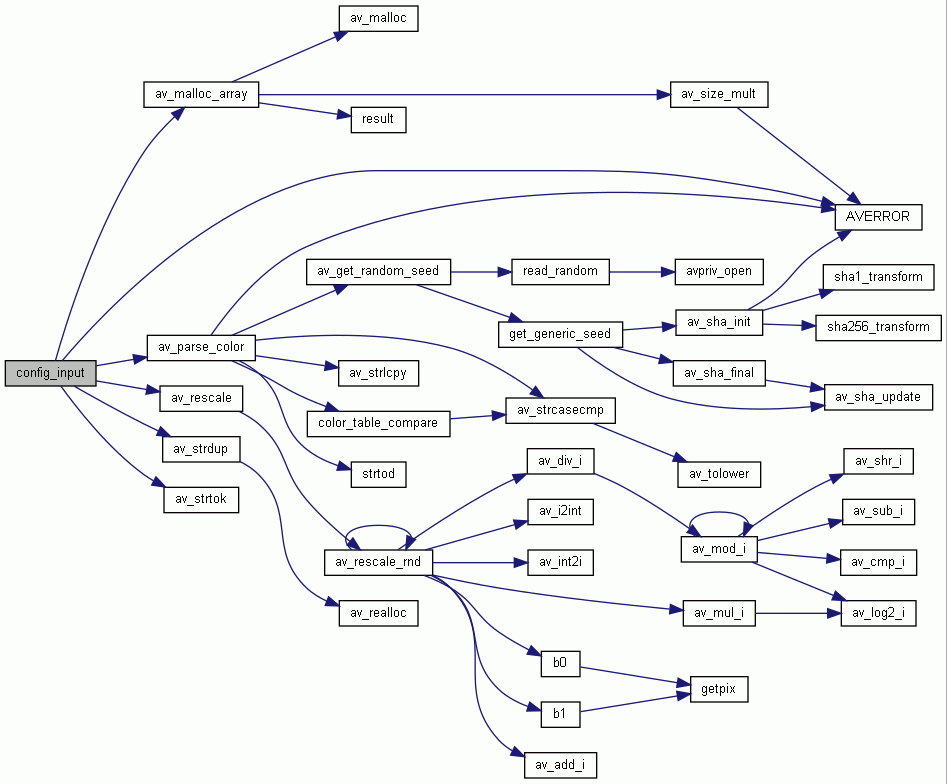 av_malloc
av_malloc_array
av_size_mult
result
AVERROR
av_get_random_seed
read_random
avpriv_open
sha1_transform
get_generic_seed
av_sha_init
sha256_transform
av_parse_color
config_input
av_strlcpy
av_sha_final
av_rescale
av_sha_update
av_strcasecmp
color_table_compare
av_strdup
av_div_i
av_shr_i
strtod
av_tolower
av_strtok
av_i2int
av_sub_i
av_mod_i
av_rescale_rnd
av_int2i
av_cmp_i
av_realloc
av_mul_i
av_log2_i
b0
getpix
b1
av_add_i